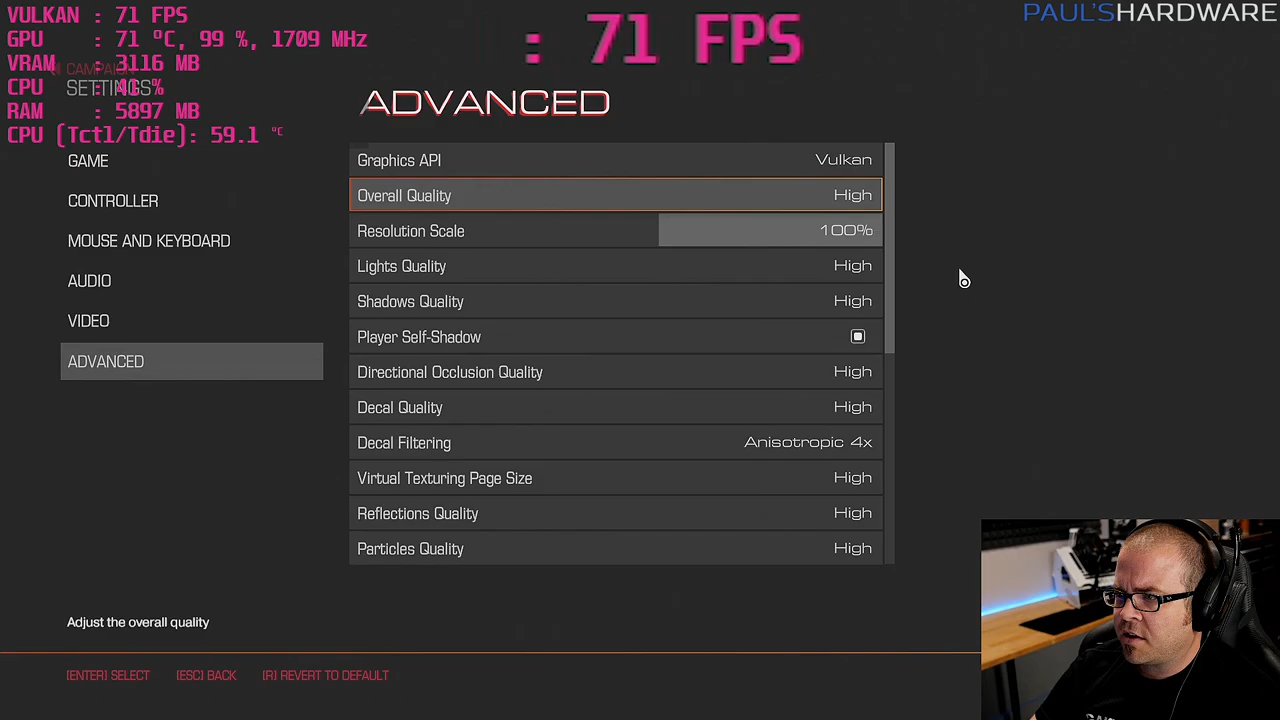 VULKAN : 71 FPS
: 71 FPS
PAUL'SHARDWARE
GPU : 71 °C, 99 %, 1709 MHz
VRAM : 3116 MB
CAMPAIGN
CPU : 41 %
SETTINGS
RAM : 5897 MB
CPU (Tctl/Tdie): 59.1 °C
ADVANCED
GAME
CONTROLLER
MOUSE AND KEYBOARD
AUDIO
VIDEO
ADVANCED
Graphics API Vulkan
Overall Quality High
Resolution Scale 100%
Lights Quality High
Shadows Quality High
Player Self-Shadow
Directional Occlusion Quality High
Decal Quality High
Decal Filtering Anisotropic 4x
Virtual Texturing Page Size High
Reflections Quality High
Particles Quality High
Adjust the overall quality
[ENTER] SELECT [ESC] BACK [R] REVERT TO DEFAULT